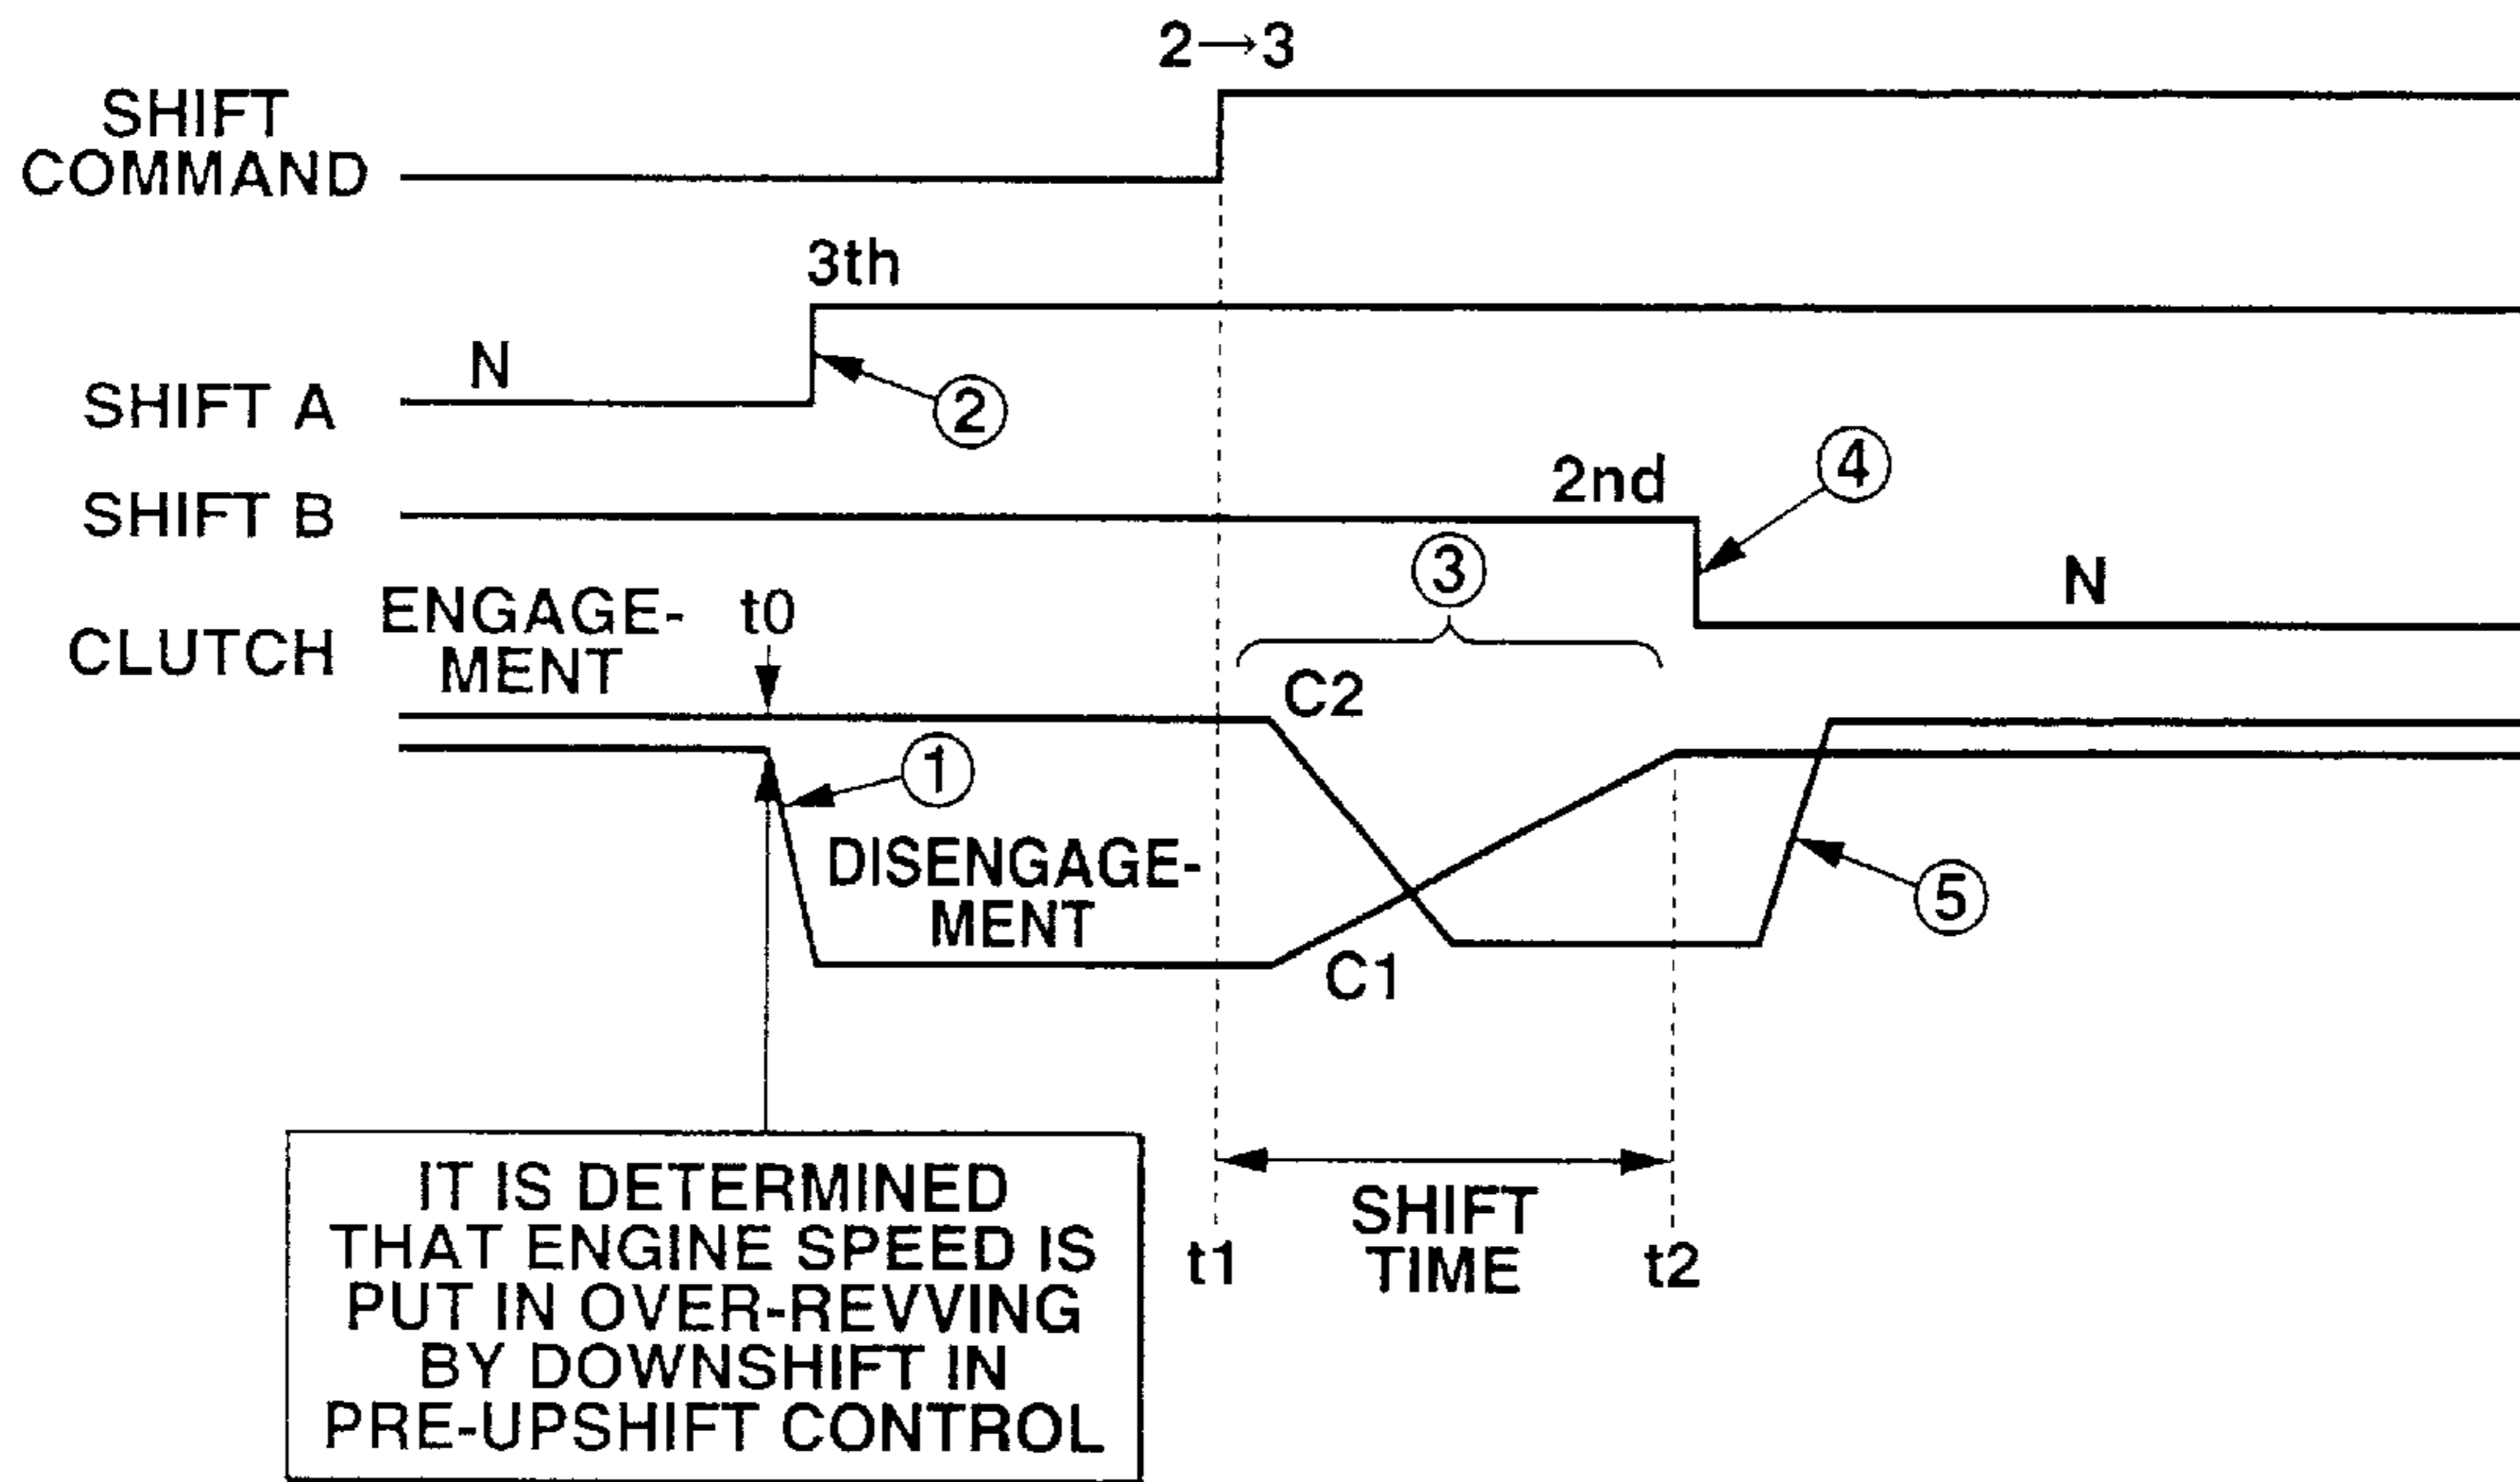 2→3
SHIFT
COMMAND
3th
N
②
SHIFT A
④
2nd
SHIFT B
③
N
ENGAGE-
MENT
t0
CLUTCH
C2
①
DISENGAGE-
MENT
⑤
C1
IT IS DETERMINED
THAT ENGINE SPEED IS
PUT IN OVER-REVVING
BY DOWNSHIFT IN
PRE-UPSHIFT CONTROL
t1
SHIFT
TIME
t2